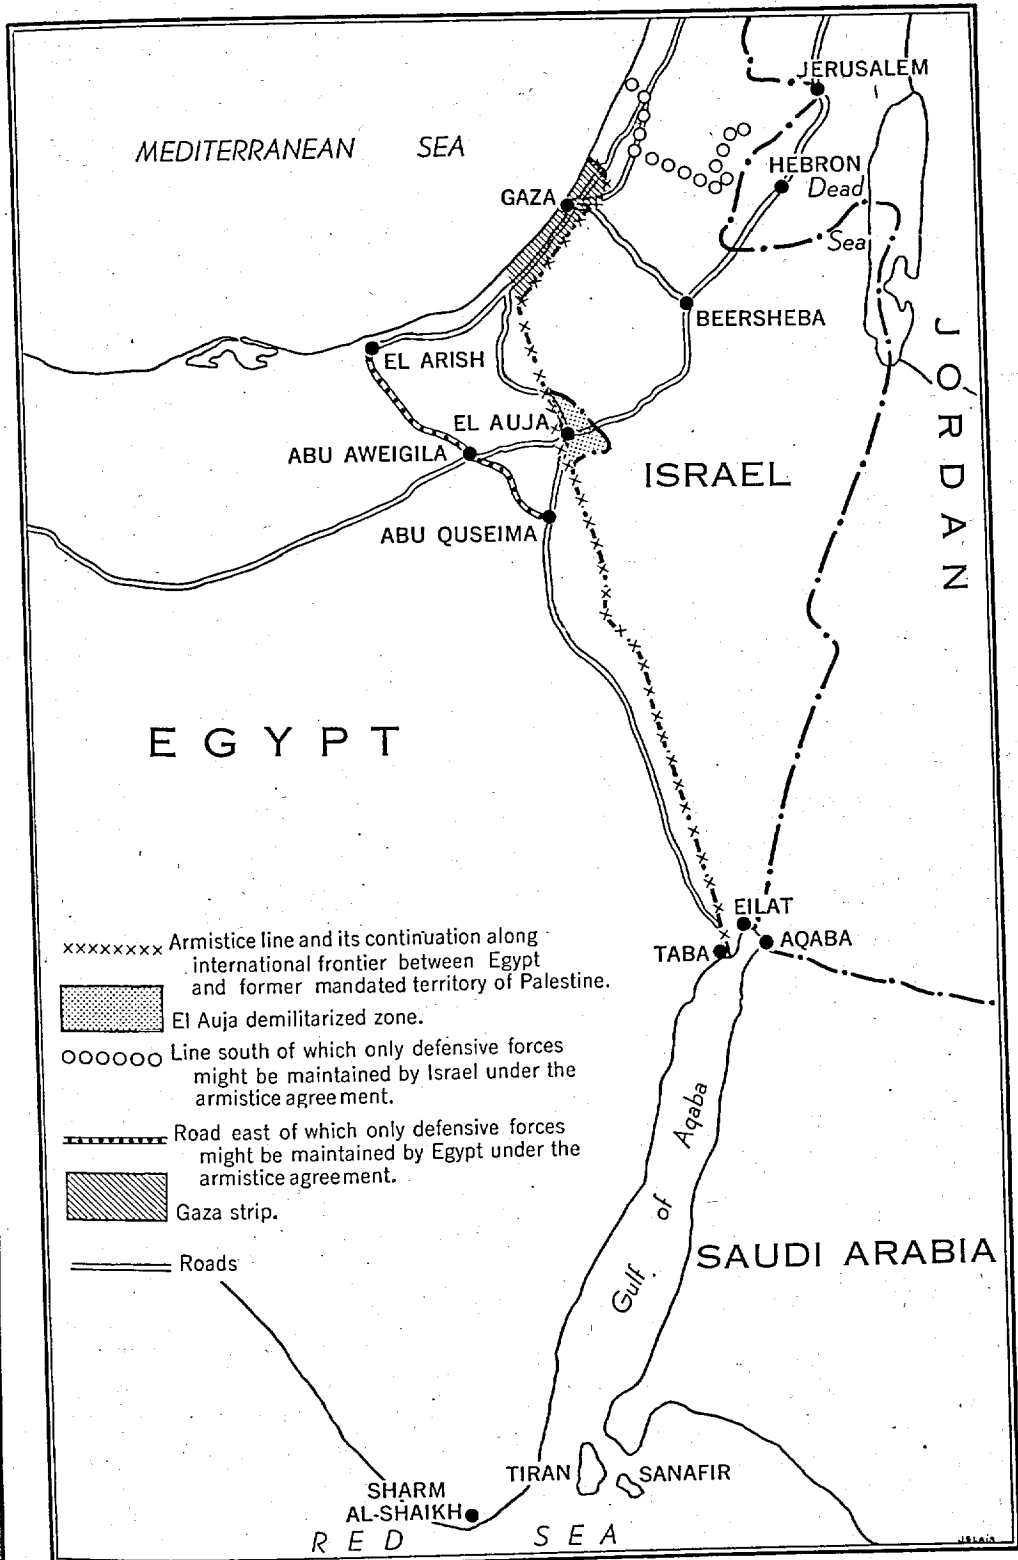 JERUSALEM
MEDITERRANEAN SEA
HEBRON
Dead
GAZA
Sea
BEERSHEBA
JORDAN
EL ARISH
EL AUJA
ABU AWEIGILA
ISRAEL
ABU QUSEIMA
EGYPT
EILAT
TABA
AQABA
Armistice line and its continuation along
international frontier between Egypt
and former mandated territory of Palestine.
El Auja demilitarized zone.
Line south of which only defensive forces
might be maintained by Israel under the
armistice agreement.
Road east of which only defensive forces
might be maintained by Egypt under the
armistice agreement.
Gaza strip.
Roads
Gulf of Aqaba
SAUDI ARABIA
TIRAN
SANAFIR
SHARM
AL-SHAIKH
RED SEA